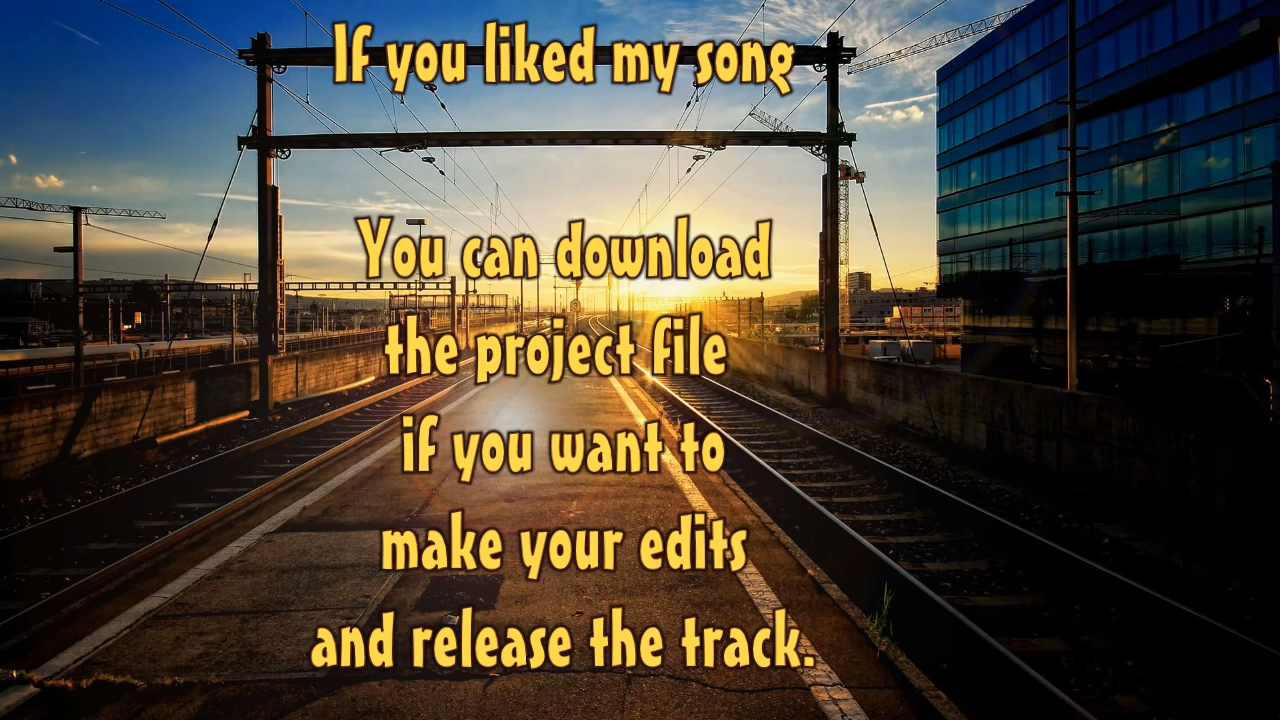 If you liked my song
You can download
the project file
if you want to
make your edits
and release the track.